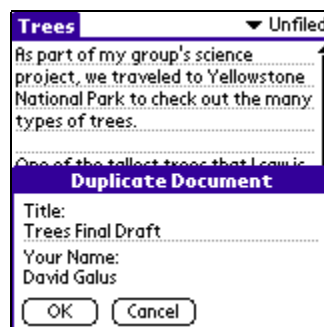 Trees
Unfiled
As part of my group's science
project, we traveled to Yellowstone
National Park to check out the many
types of trees.
One of the tallest trees that I saw is
Duplicate Document
Title:
Trees Final Draft
Your Name:
David Galus
OK
Cancel